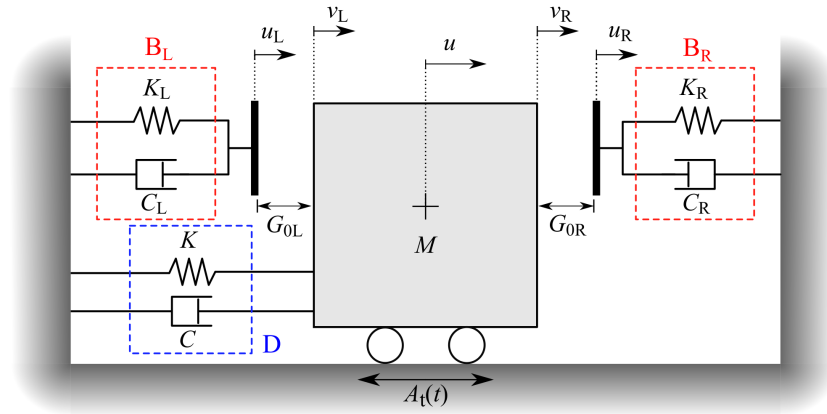 v_L
v_R
u_L
u
u_R
B_L
B_R
K_L
K_R
C_L
C_R
G_0L
G_0R
M
K
C
D
A_t(t)